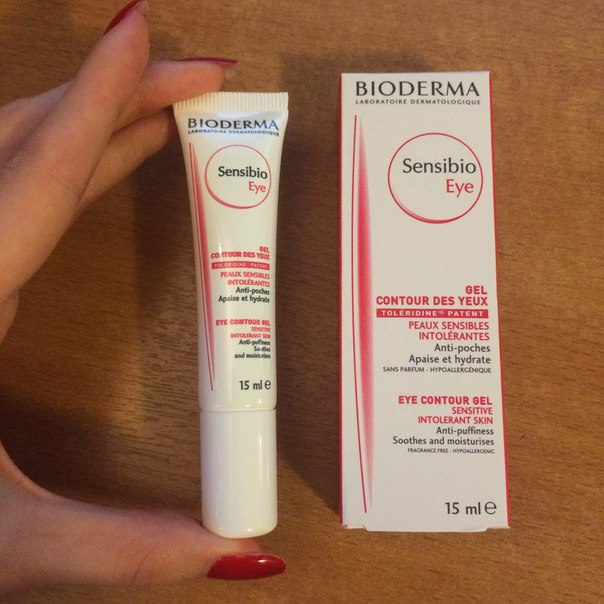 BIODERMA
LABORATOIRE DERMATOLOGIQUE
Sensibio
Eye
GEL
CONTOUR DES YEUX
TOLÉRIDINE PATENT
PEAUX SENSIBLES
INTOLÉRANTES
Anti-poches
Apaise et hydrate
EYE CONTOUR GEL
SENSITIVE
INTOLERANT SKIN
Anti-puffiness
Soothes
and moisturises
15 ml e
BIODERMA
LABORATOIRE DERMATOLOGIQUE
Sensibio
Eye
GEL
CONTOUR DES YEUX
TOLÉRIDINE® PATENT
PEAUX SENSIBLES
INTOLÉRANTES
Anti-poches
Apaise et hydrate
SANS PARFUM - HYPOALLERGÉNIQUE
EYE CONTOUR GEL
SENSITIVE
INTOLERANT SKIN
Anti-puffiness
Soothes and moisturises
FRAGRANCE FREE - HYPOALLERGENIC
15 ml e